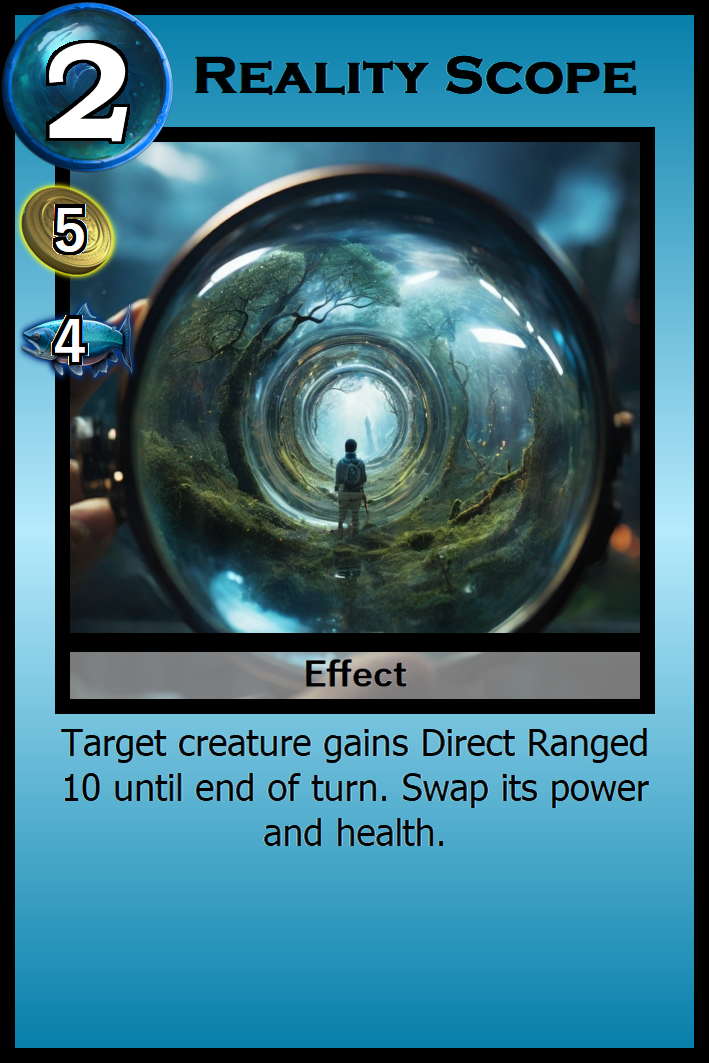 2
Reality Scope
5
4
Effect
Target creature gains Direct Ranged
10 until end of turn. Swap its power
and health.